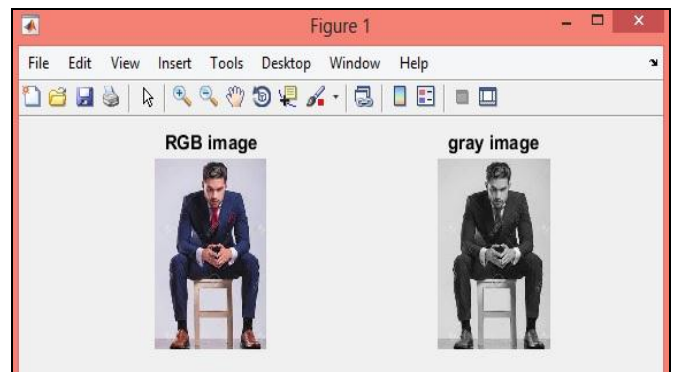 Figure 1
File Edit View Insert Tools Desktop Window Help
RGB image gray image